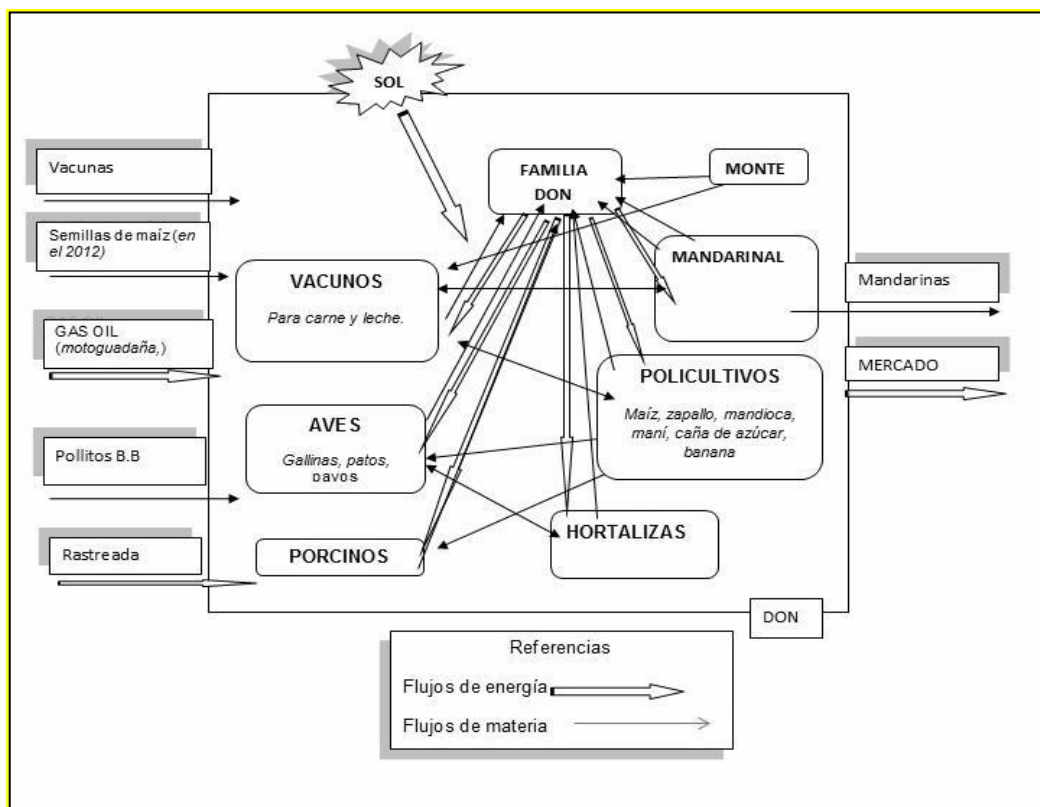 SOL
Vacunas
Semillas de maíz (en
el 2012)
GAS OIL
(motoguadaña,)
Pollitos B.B
Rastreada
FAMILIA
DON
MONTE
VACUNOS
Para carne y leche.
MANDARINAL
AVES
Gallinas, patos,
pavos
POLICULTIVOS
Maíz, zapallo, mandioca,
maní, caña de azúcar,
banana
PORCINOS
HORTALIZAS
Mandarinas
MERCADO
DON
Referencias
Flujos de energía
Flujos de materia